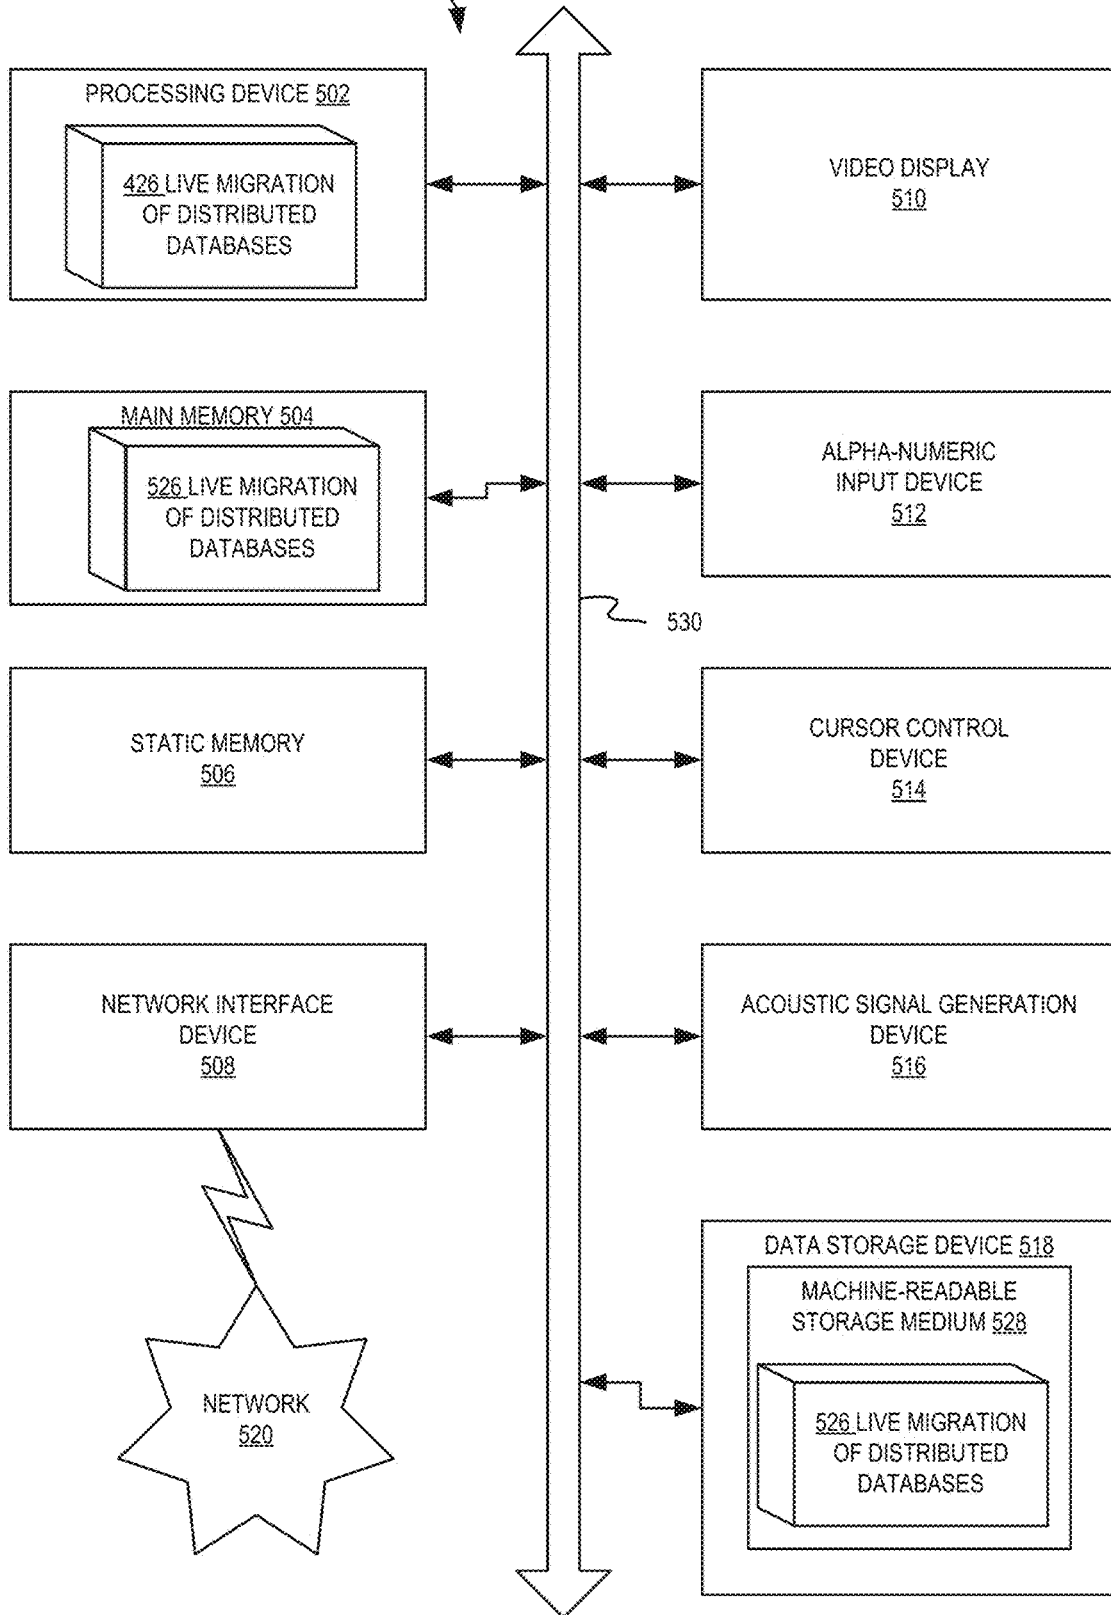 PROCESSING DEVICE 502
426 LIVE MIGRATION
OF DISTRIBUTED
DATABASES
VIDEO DISPLAY
510
MAIN MEMORY 504
526 LIVE MIGRATION
OF DISTRIBUTED
DATABASES
ALPHA-NUMERIC
INPUT DEVICE
512
530
STATIC MEMORY
506
CURSOR CONTROL
DEVICE
514
NETWORK INTERFACE
DEVICE
508
ACOUSTIC SIGNAL GENERATION
DEVICE
516
DATA STORAGE DEVICE 518
MACHINE-READABLE
STORAGE MEDIUM 528
526 LIVE MIGRATION
OF DISTRIBUTED
DATABASES
NETWORK
520